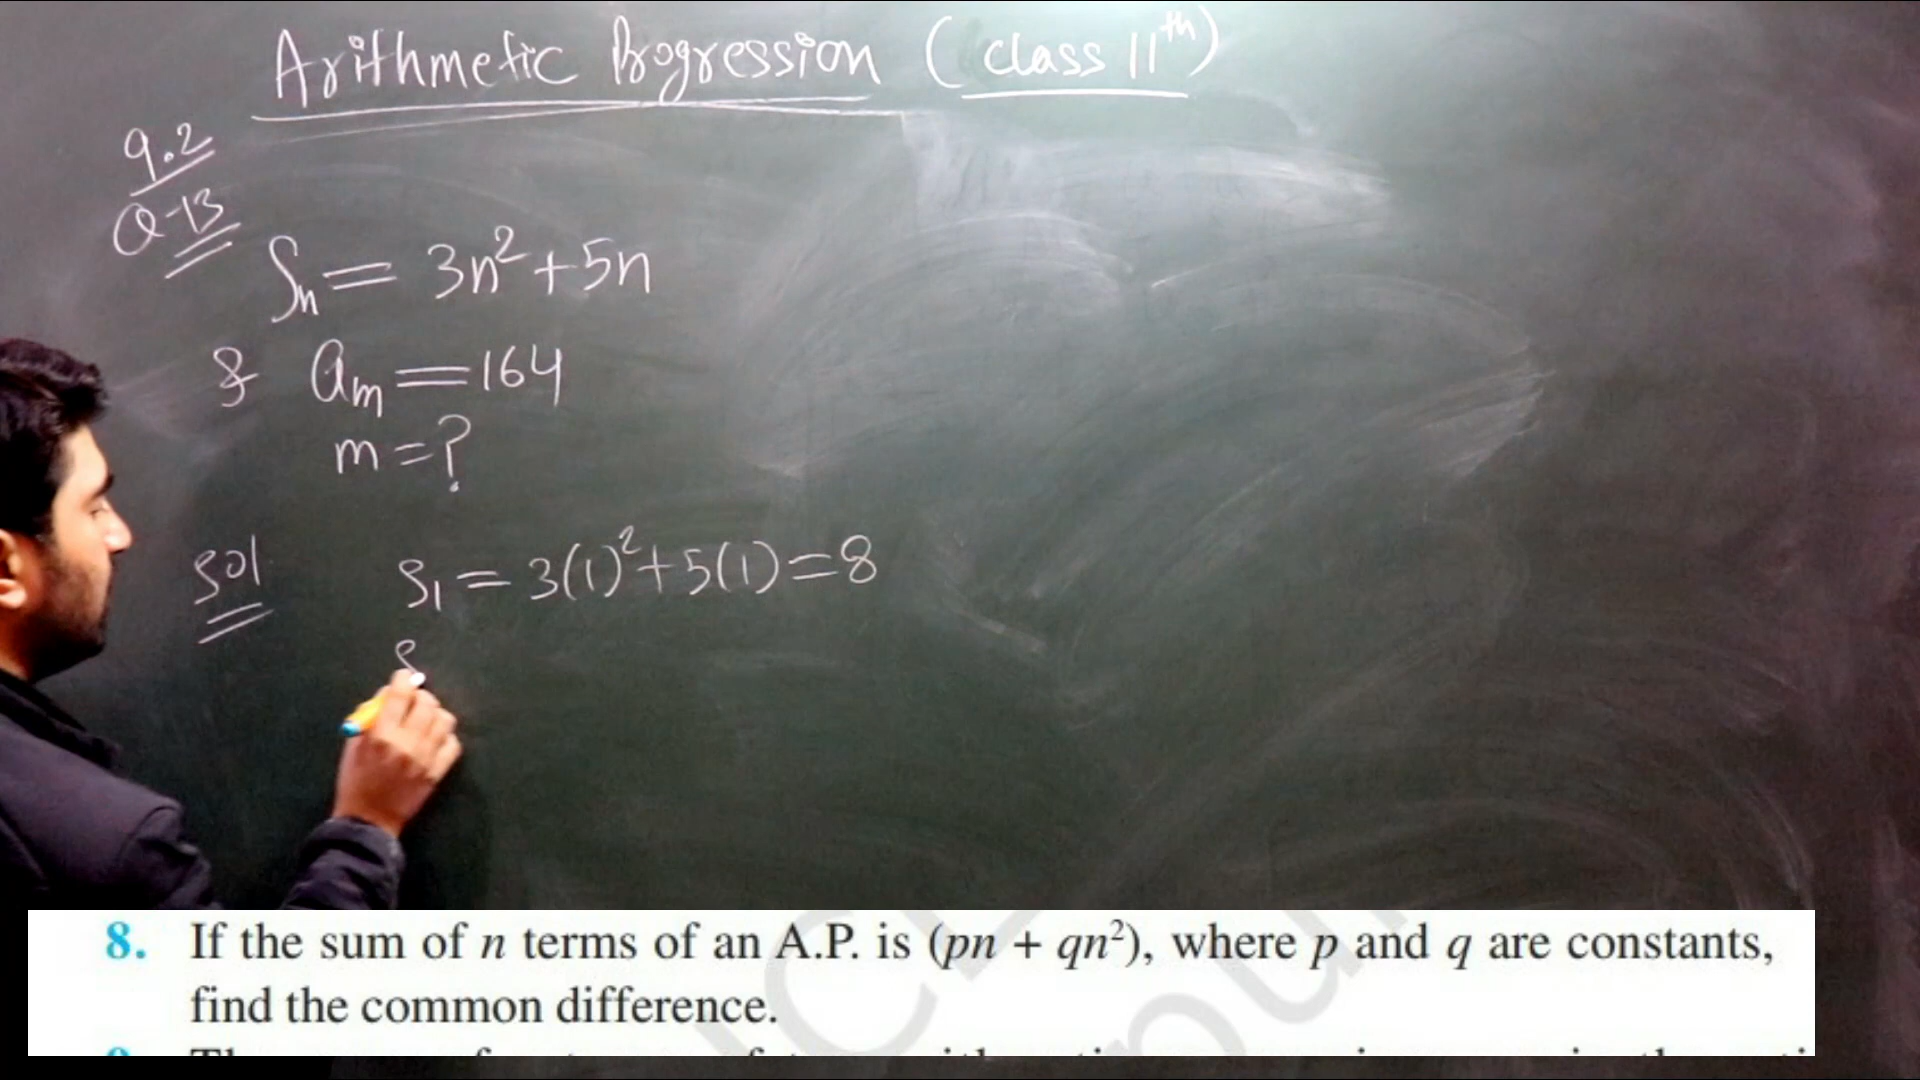 Arithmetic Progression (class 11th)
9.2
Q-13
Sn = 3n²+5n
& am = 164
m = ?
Sol
S1 = 3(1)²+5(1) = 8
S
8. If the sum of n terms of an A.P. is (pn + qn²), where p and q are constants,
find the common difference.